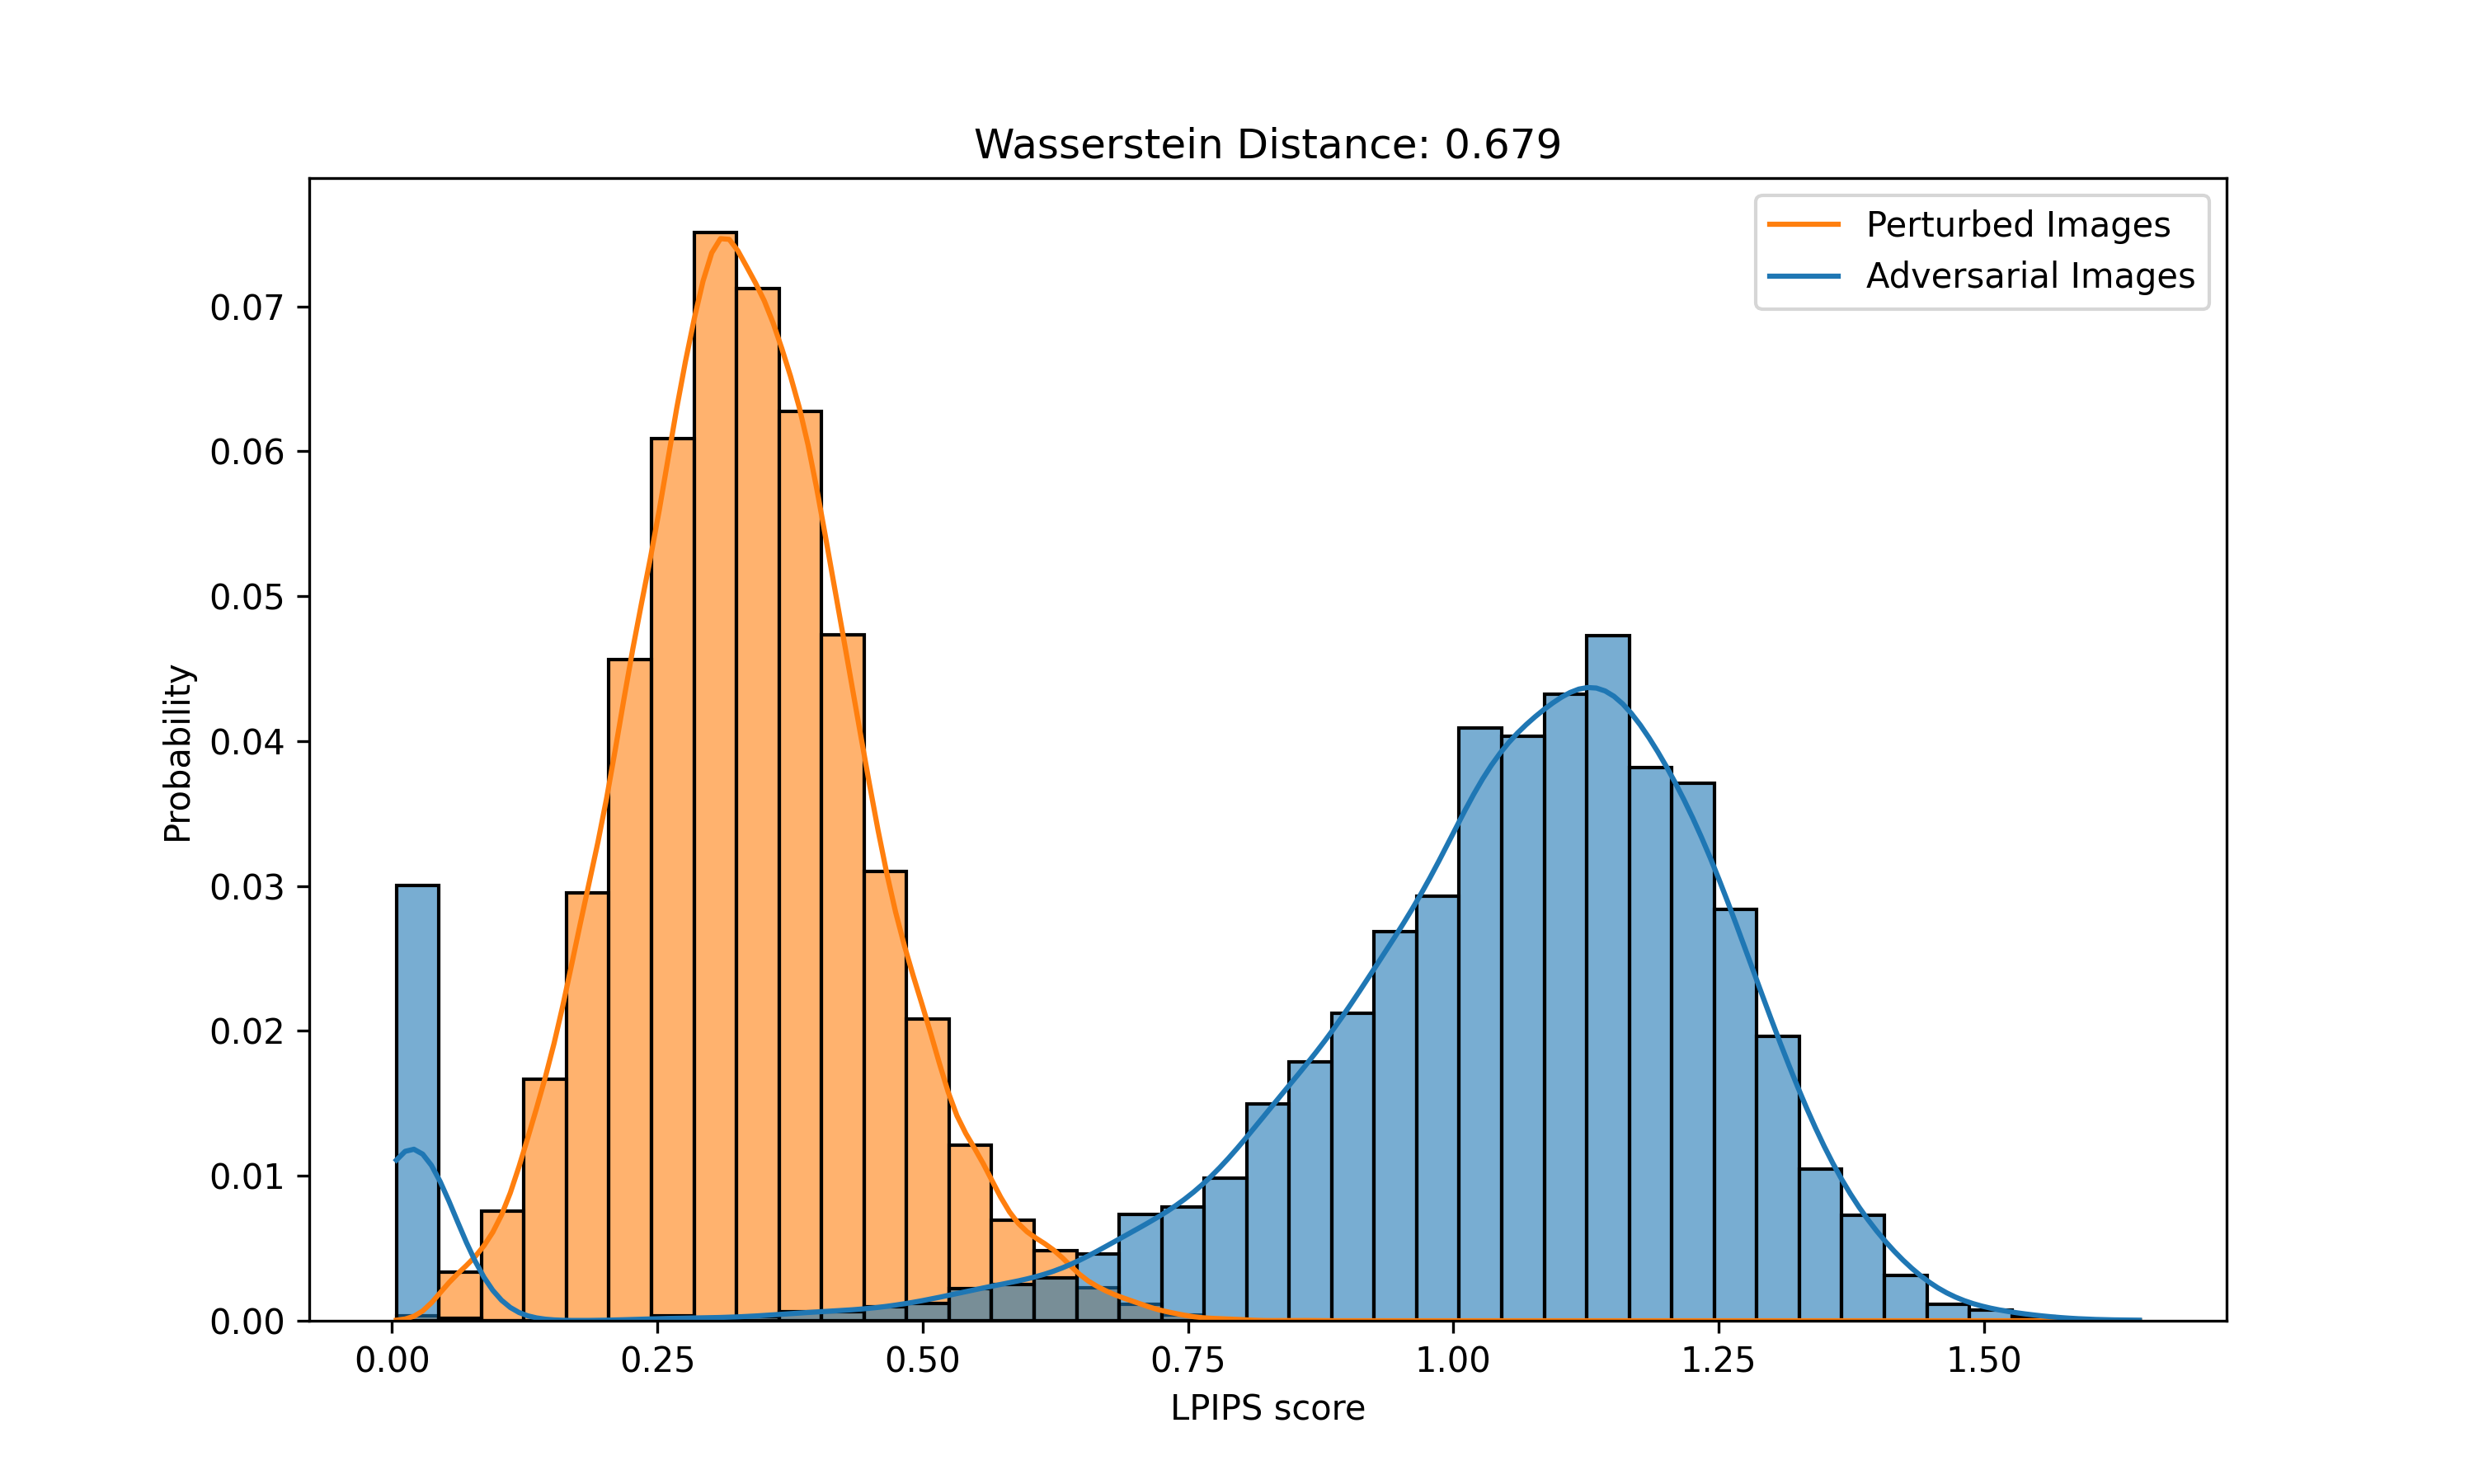 Wasserstein Distance: 0.679
Perturbed Images
Adversarial Images
Probability
0.07
0.06
0.05
0.04
0.03
0.02
0.01
0.00
0.00 0.25 0.50 0.75 1.00 1.25 1.50
LPIPS score